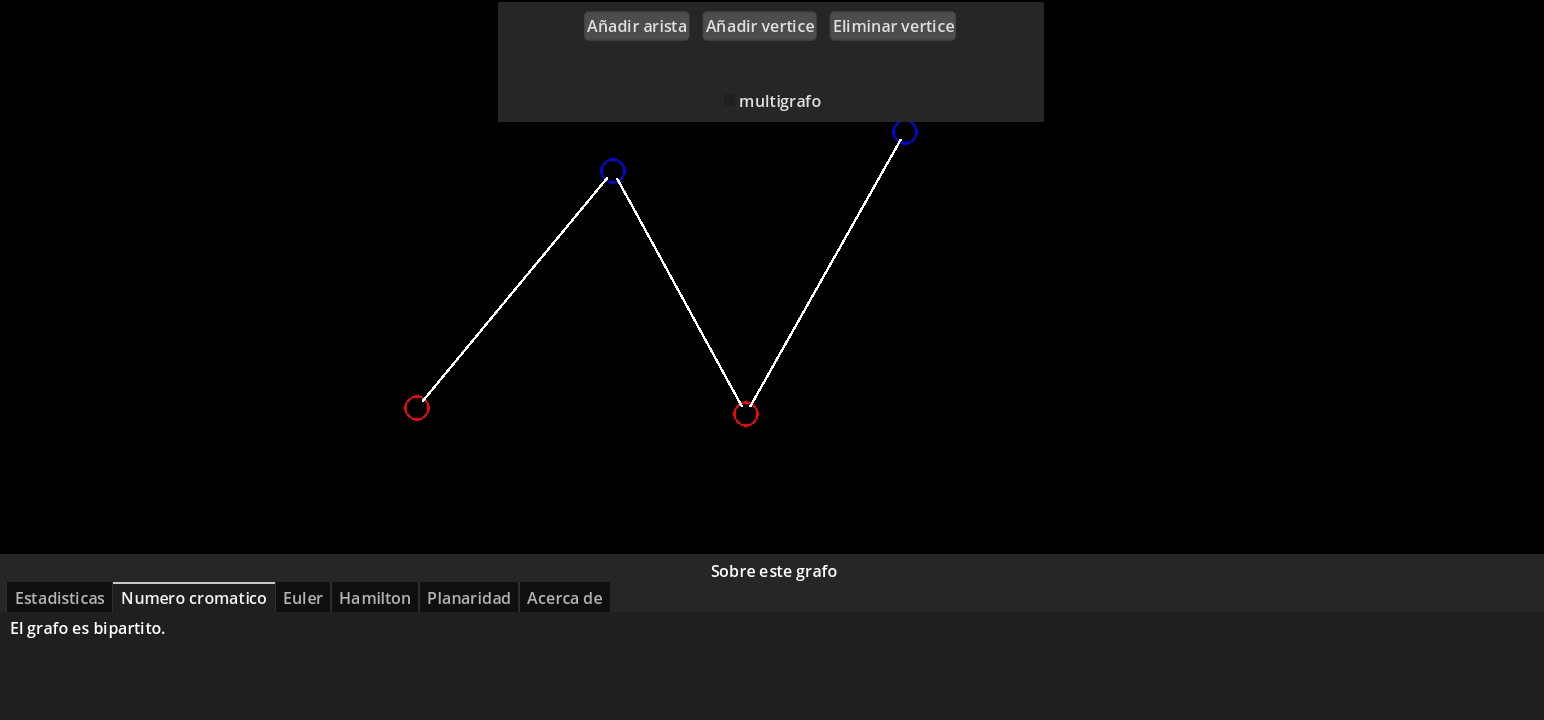 Añadir arista Añadir vertice Eliminar vertice
multigrafo
Sobre este grafo
Estadisticas Numero cromatico Euler Hamilton Planaridad Acerca de
El grafo es bipartito.